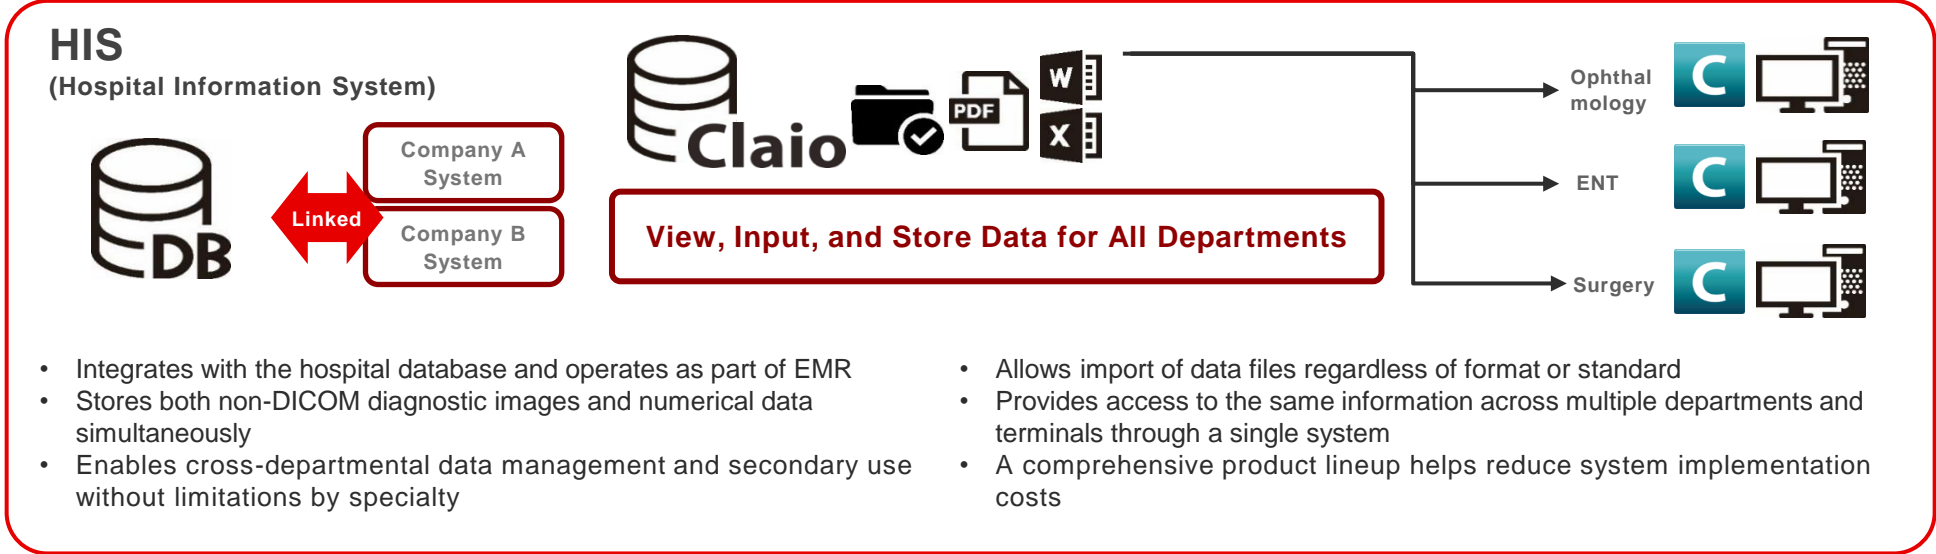 HIS
(Hospital Information System)
DB
Linked
Company A
System
Company B
System
Claio
PDF
W
X
View, Input, and Store Data for All Departments
Ophthal
mology
C
ENT
C
Surgery
C
• Integrates with the hospital database and operates as part of EMR
• Stores both non-DICOM diagnostic images and numerical data
simultaneously
• Enables cross-departmental data management and secondary use
without limitations by specialty
• Allows import of data files regardless of format or standard
• Provides access to the same information across multiple departments and
terminals through a single system
• A comprehensive product lineup helps reduce system implementation
costs